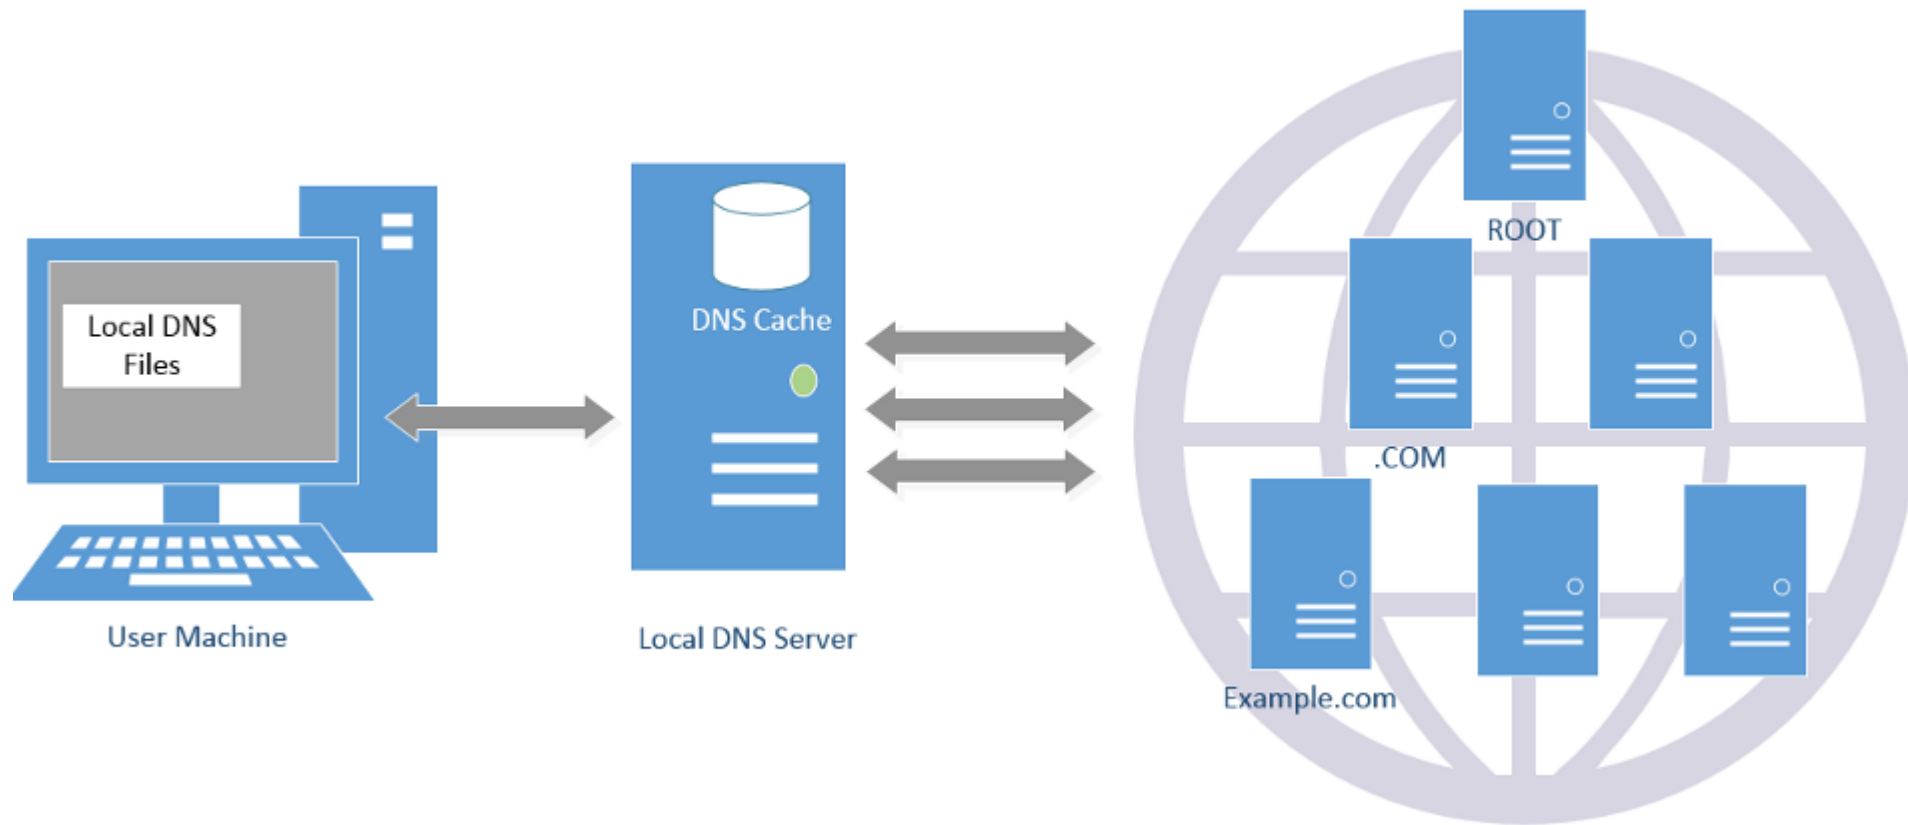 Local DNS
Files
User Machine
DNS Cache
Local DNS Server
ROOT
.COM
Example.com